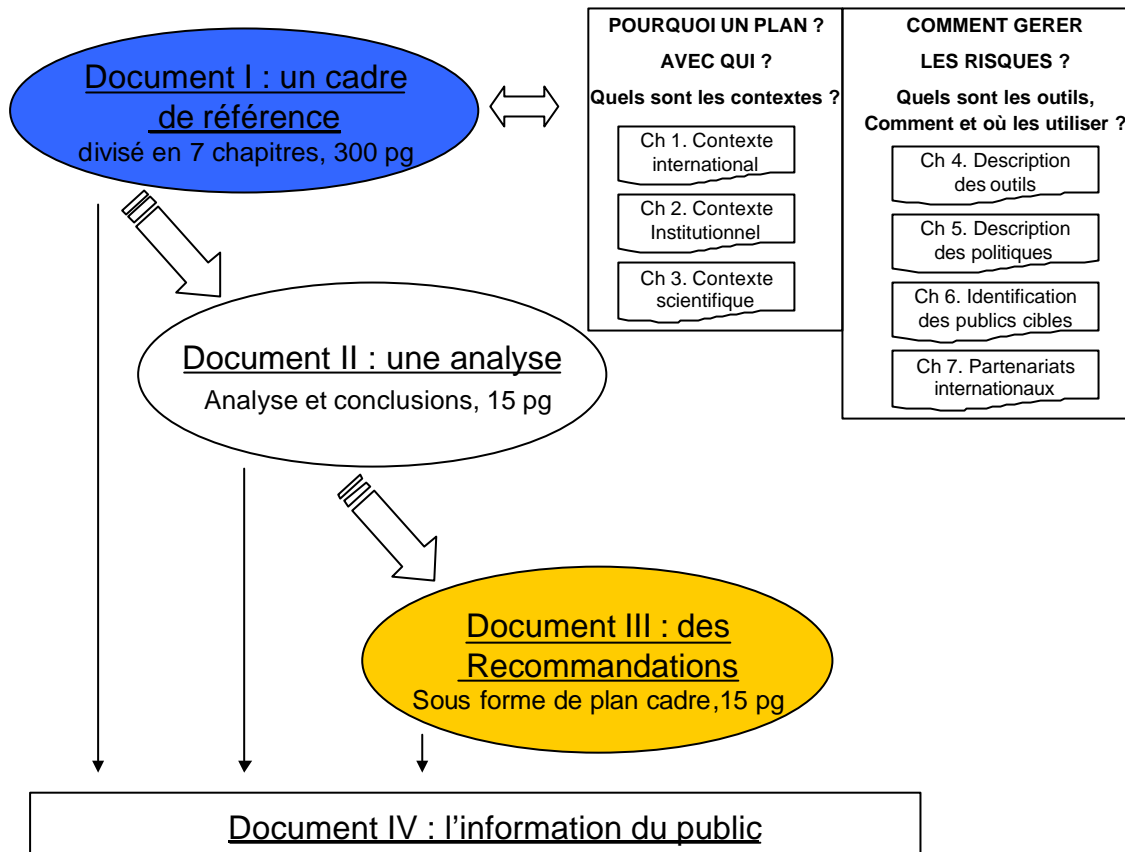 Document I : un cadre
de référence
divisé en 7 chapitres, 300 pg
POURQUOI UN PLAN ?
AVEC QUI ?
Quels sont les contextes ?
Ch 1. Contexte
international
Ch 2. Contexte
Institutionnel
Ch 3. Contexte
scientifique
COMMENT GERER
LES RISQUES ?
Quels sont les outils,
Comment et où les utiliser ?
Ch 4. Description
des outils
Ch 5. Description
des politiques
Ch 6. Identification
des publics cibles
Ch 7. Partenariats
internationaux
Document II : une analyse
Analyse et conclusions, 15 pg
Document III : des
Recommandations
Sous forme de plan cadre,15 pg
Document IV : l'information du public